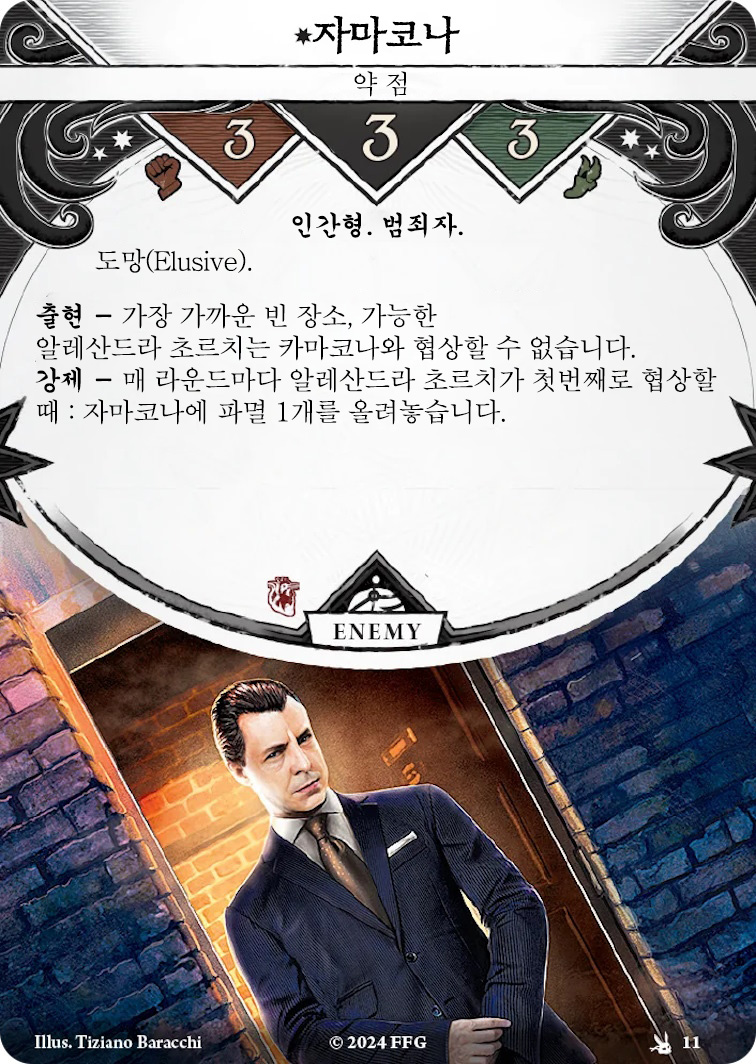 *자마코나
약 점
3 3 3
인간형. 범죄자.
도망(Elusive).
출현 – 가장 가까운 빈 장소, 가능한
알레산드라 초르치는 카마코나와 협상할 수 없습니다.
강제 – 매 라운드마다 알레산드라 초르치가 첫번째로 협상할
때 : 자마코나에 파멸 1개를 올려놓습니다.
ENEMY
Illus. Tiziano Baracchi © 2024 FFG 11